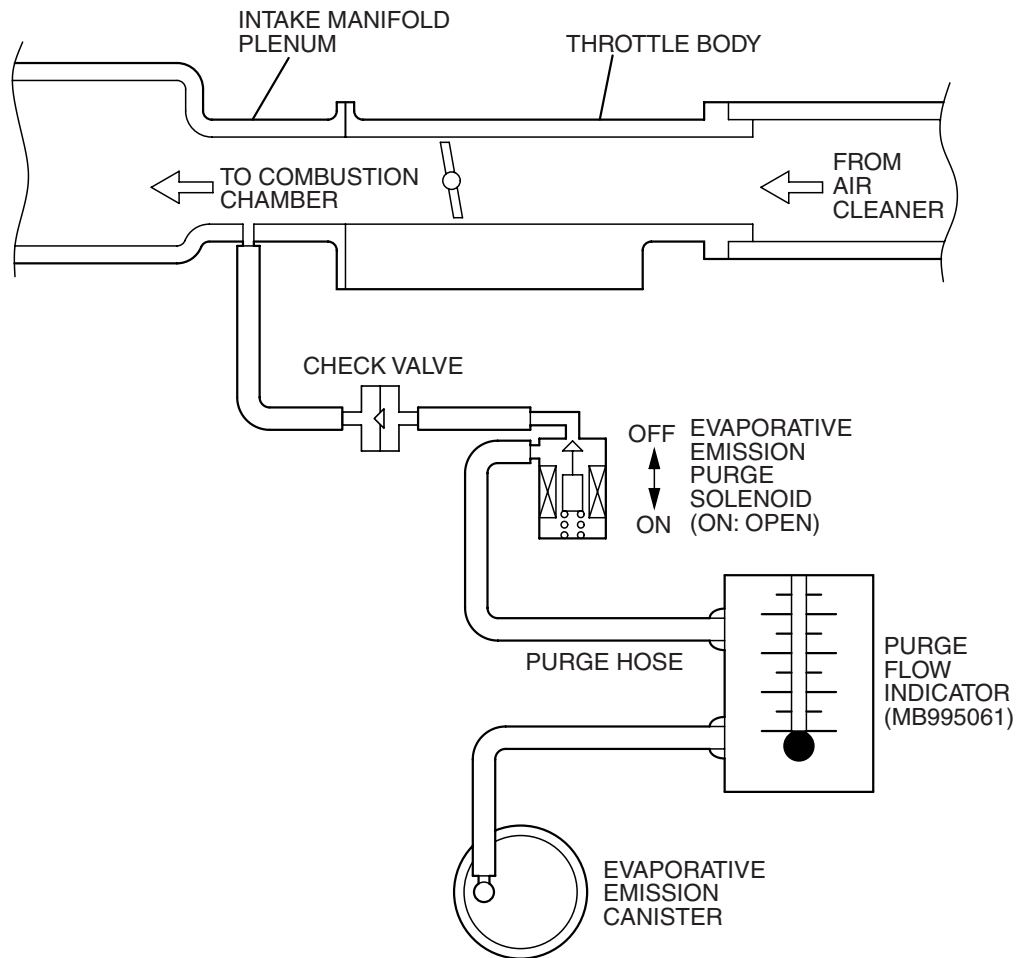 INTAKE MANIFOLD
PLENUM
THROTTLE BODY
TO COMBUSTION
CHAMBER
FROM
AIR
CLEANER
CHECK VALVE
OFF
ON
EVAPORATIVE
EMISSION
PURGE
SOLENOID
(ON: OPEN)
PURGE HOSE
PURGE
FLOW
INDICATOR
(MB995061)
EVAPORATIVE
EMISSION
CANISTER